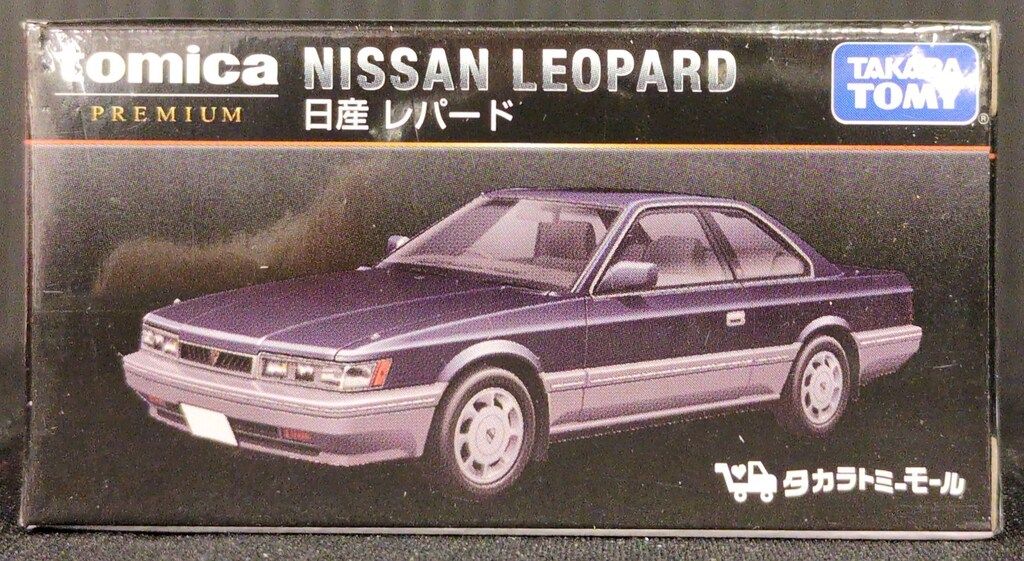 tomica
PREMIUM
NISSAN LEOPARD
日産 レパード
TAKARA
TOMY
®
タカラトミーモール